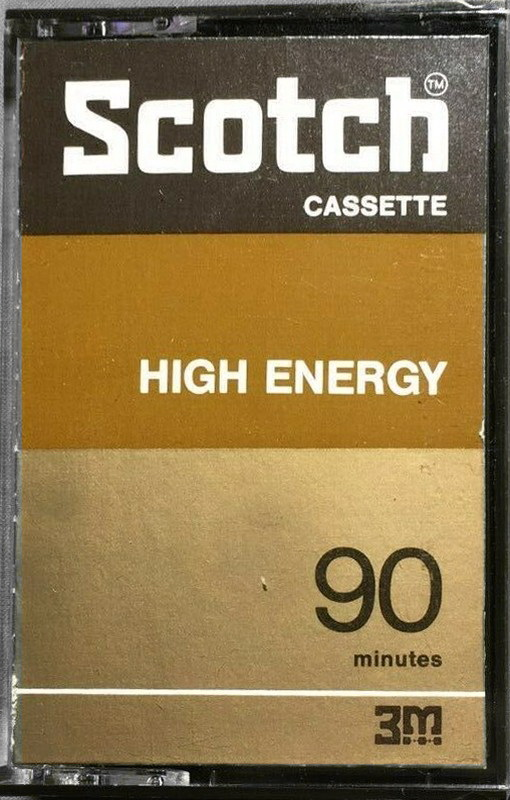 Scotch™
CASSETTE
HIGH ENERGY
90
minutes
3M